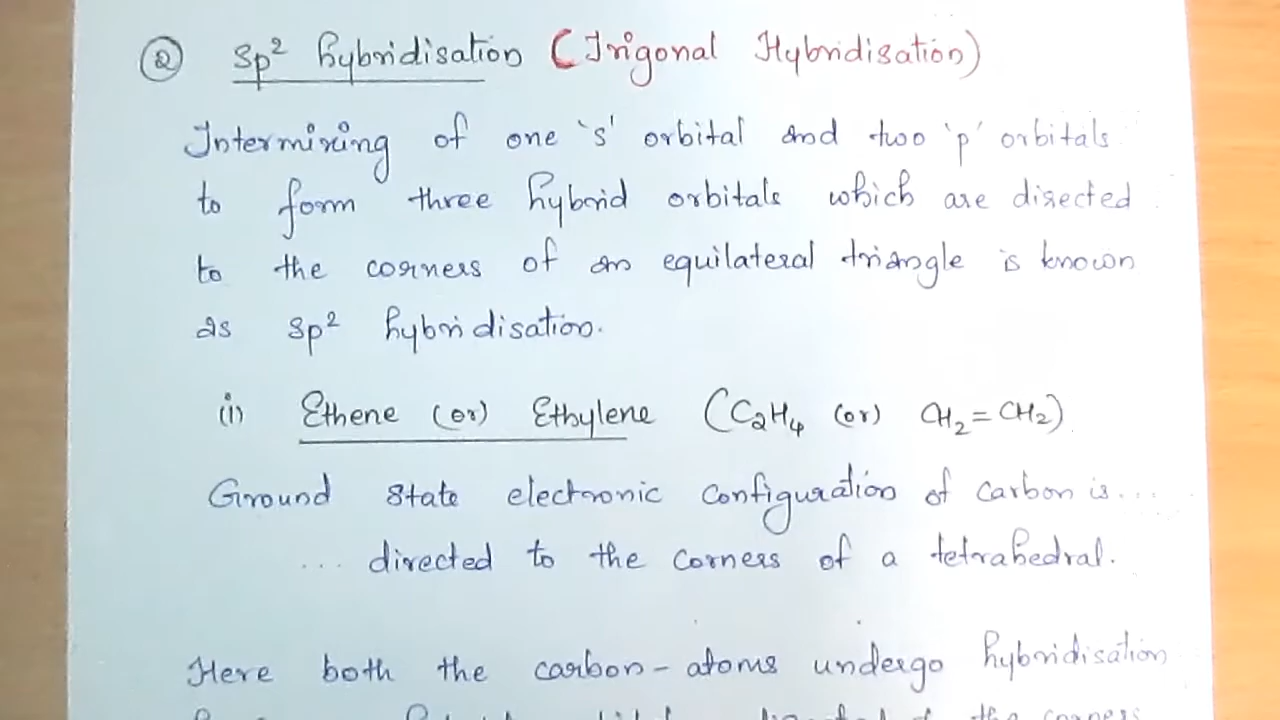 ② Sp² hybridisation (Trigonal Hybridisation)
Intermixing of one 's' orbital and two 'p' orbitals
to form three hybrid orbitals which are directed
to the corners of an equilateral triangle is known
as Sp² hybridisation.
(i) Ethene (or) Ethylene (C₂H₄ (or) CH₂=CH₂)
Ground state electronic configuration of carbon is...
... directed to the corners of a tetrahedral.
Here both the carbon-atoms undergo hybridisation
the corners